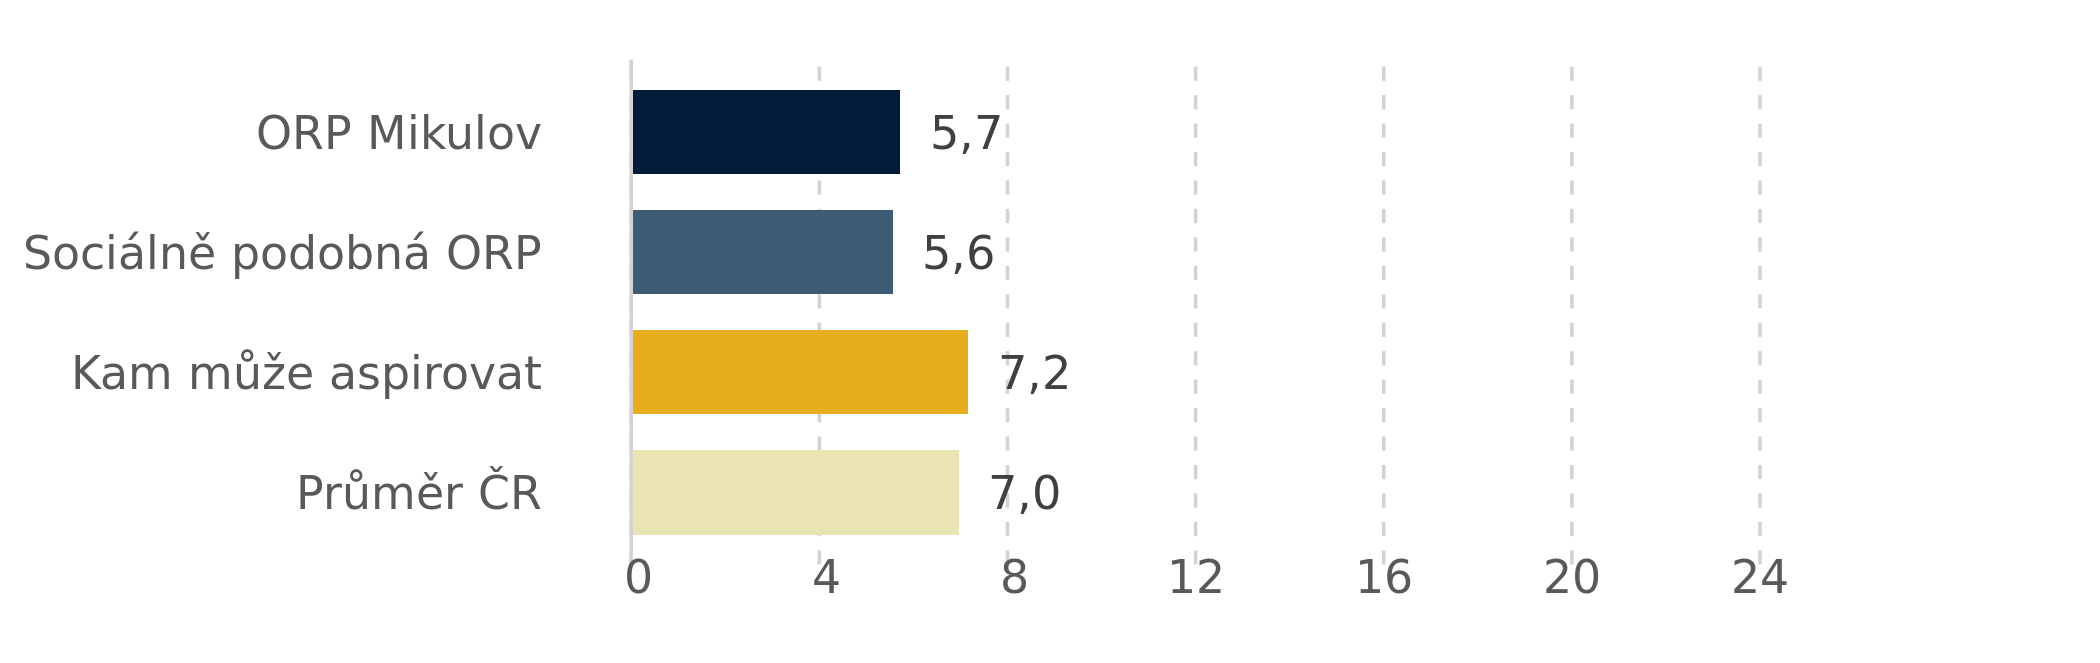 ORP Mikulov 5,7
Sociálně podobná ORP 5,6
Kam může aspirovat 7,2
Průměr ČR 7,0
0 4 8 12 16 20 24